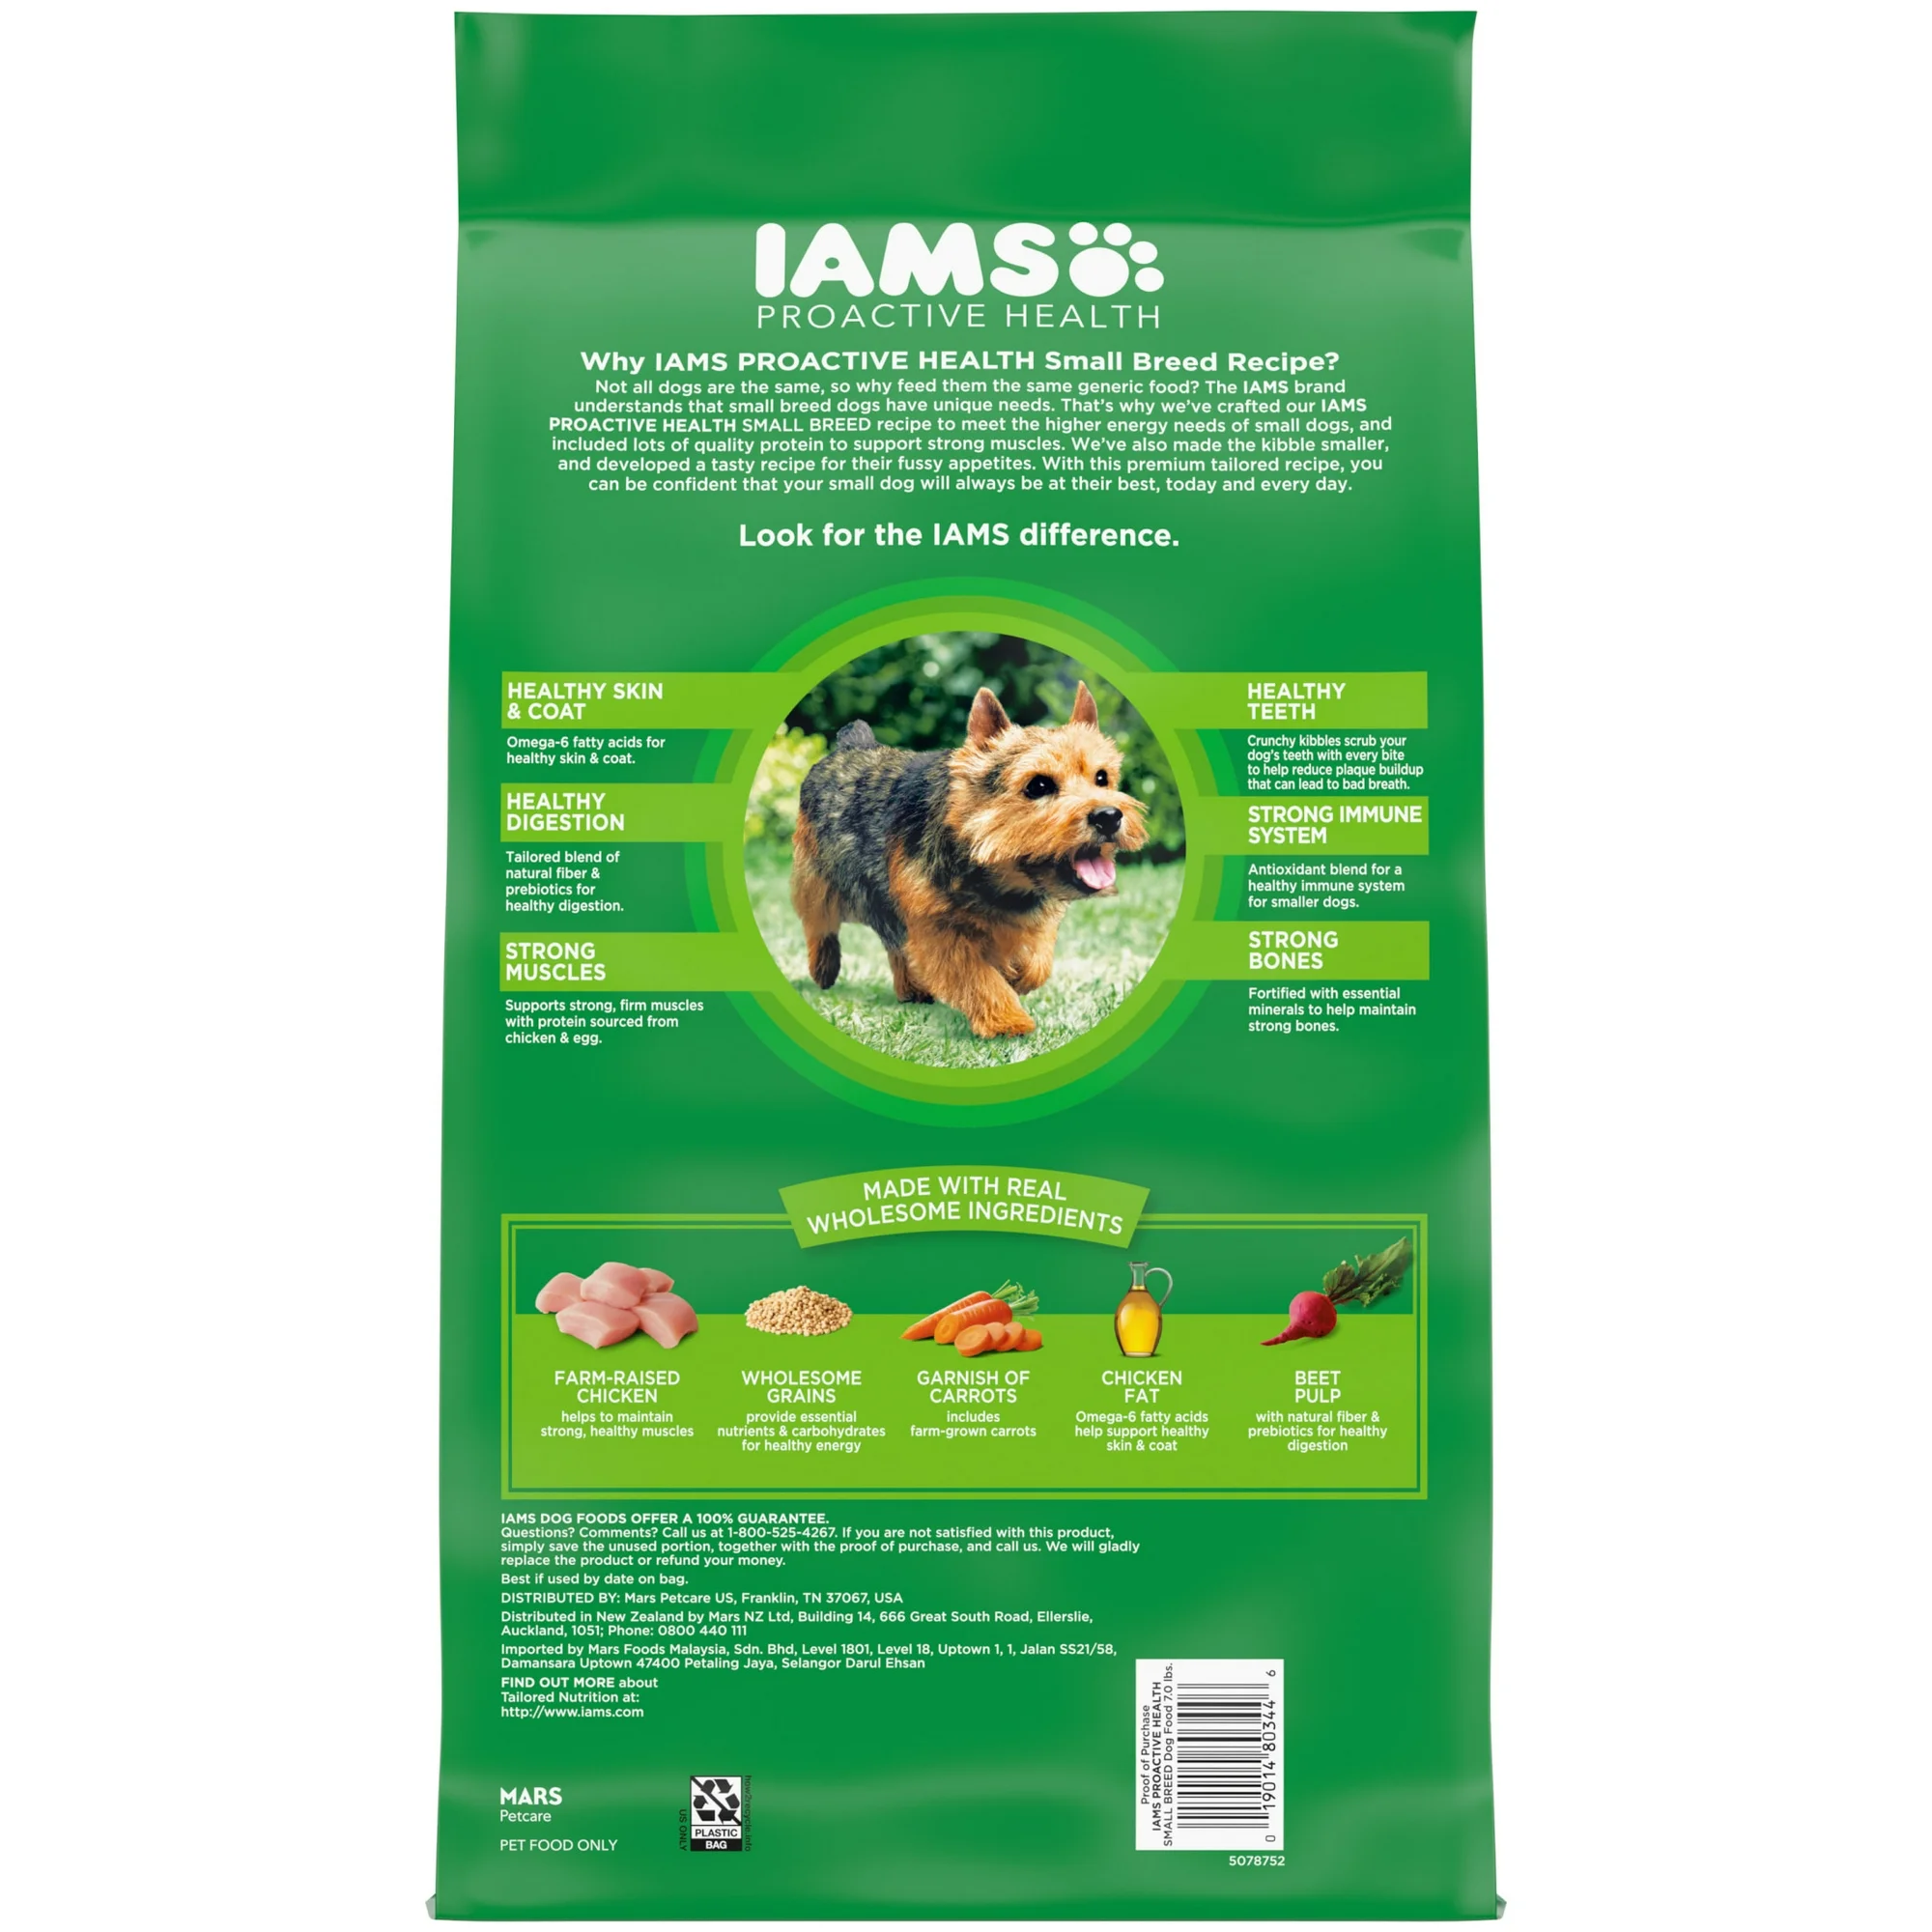 IAMS
PROACTIVE HEALTH
Why IAMS PROACTIVE HEALTH Small Breed Recipe?
Not all dogs are the same, so why feed them the same generic food? The IAMS brand
understands that small breed dogs have unique needs. That's why we've crafted our IAMS
PROACTIVE HEALTH SMALL BREED recipe to meet the higher energy needs of small dogs, and
included lots of quality protein to support strong muscles. We've also made the kibble smaller,
and developed a tasty recipe for their fussy appetites. With this premium tailored recipe, you
can be confident that your small dog will always be at their best, today and every day.
Look for the IAMS difference.
HEALTHY SKIN
& COAT
Omega-6 fatty acids for
healthy skin & coat.
HEALTHY
DIGESTION
Tailored blend of
natural fiber &
prebiotics for
healthy digestion.
STRONG
MUSCLES
Supports strong, firm muscles
with protein sourced from
chicken & egg.
HEALTHY
TEETH
Crunchy kibbles scrub your
dog's teeth with every bite
to help reduce plaque buildup
that can lead to bad breath.
STRONG IMMUNE
SYSTEM
Antioxidant blend for a
healthy immune system
for smaller dogs.
STRONG
BONES
Fortified with essential
minerals to help maintain
strong bones.
MADE WITH REAL
WHOLESOME INGREDIENTS
FARM-RAISED
CHICKEN
helps to maintain
strong, healthy muscles
WHOLESOME
GRAINS
provide essential
nutrients & carbohydrates
for healthy energy
GARNISH OF
CARROTS
includes
farm-grown carrots
CHICKEN
FAT
Omega-6 fatty acids
help support healthy
skin & coat
BEET
PULP
with natural fiber &
prebiotics for healthy
digestion
IAMS DOG FOODS OFFER A 100% GUARANTEE.
Questions? Comments? Call us at 1-800-525-4267. If you are not satisfied with this product,
simply save the unused portion, together with the proof of purchase, and call us. We will gladly
replace the product or refund your money.
Best if used by date on bag.
DISTRIBUTED BY: Mars Petcare US, Franklin, TN 37067, USA
Distributed in New Zealand by Mars NZ Ltd, Building 14, 666 Great South Road, Ellerslie,
Auckland, 1051; Phone: 0800 440 111
Imported by Mars Foods Malaysia, Sdn. Bhd, Level 1801, Level 18, Uptown 1, 1, Jalan SS21/58,
Damansara Uptown 47400 Petaling Jaya, Selangor Darul Ehsan
FIND OUT MORE about
Tailored Nutrition at:
http://www.iams.com
MARS
Petcare
PET FOOD ONLY
US ONLY
PLASTIC
BAG
how2recycle.info
Proof of Purchase
IAMS PROACTIVE HEALTH
SMALL BREED Dog Food 7.0 lbs.
0 19014 80344 6
5078752